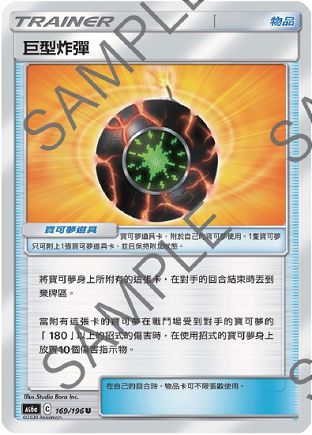 TRAINER 物品
巨型炸彈
寶可夢道具
寶可夢道具卡，附於自己的寶可夢使用。1隻寶可夢
只可附上1張寶可夢道具卡，並且保持附加狀態。
將寶可夢身上所附有的這張卡，在對手的回合結束時丟到
棄牌區。
當附有這張卡的寶可夢在戰鬥場受到對手的寶可夢的
「180」以上的招式的傷害時，在使用招式的寶可夢身上
放置10個傷害指示物。
Illus. Studio Bora Inc.
AS6a C 169/196 U
©2020 Pokémon
在自己的回合時，物品卡可不限張數使用。
SAMPLE
SAMPLE
SAMPLE